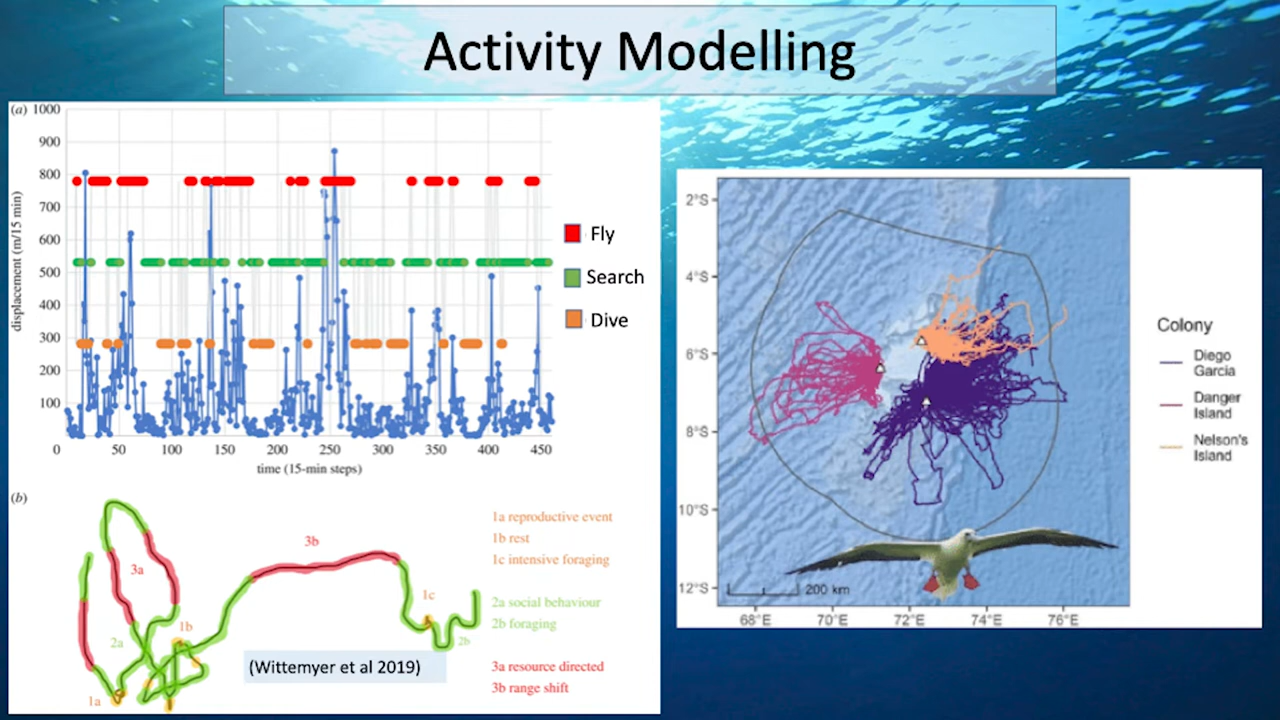 Activity Modelling
(a)
1000
900
800
700
600
500
400
300
200
100
displacement (m/15 min)
0 50 100 150 200 250 300 350 400 450
time (15-min steps)
Fly
Search
Dive
(b)
3a
3b
1c
2a
1b
2b
1a
1a reproductive event
1b rest
1c intensive foraging
2a social behaviour
2b foraging
3a resource directed
3b range shift
(Wittemyer et al 2019)
2°S
4°S
6°S
8°S
10°S
12°S
200 km
68°E 70°E 72°E 74°E 76°E
Colony
Diego
Garcia
Danger
Island
Nelson's
Island